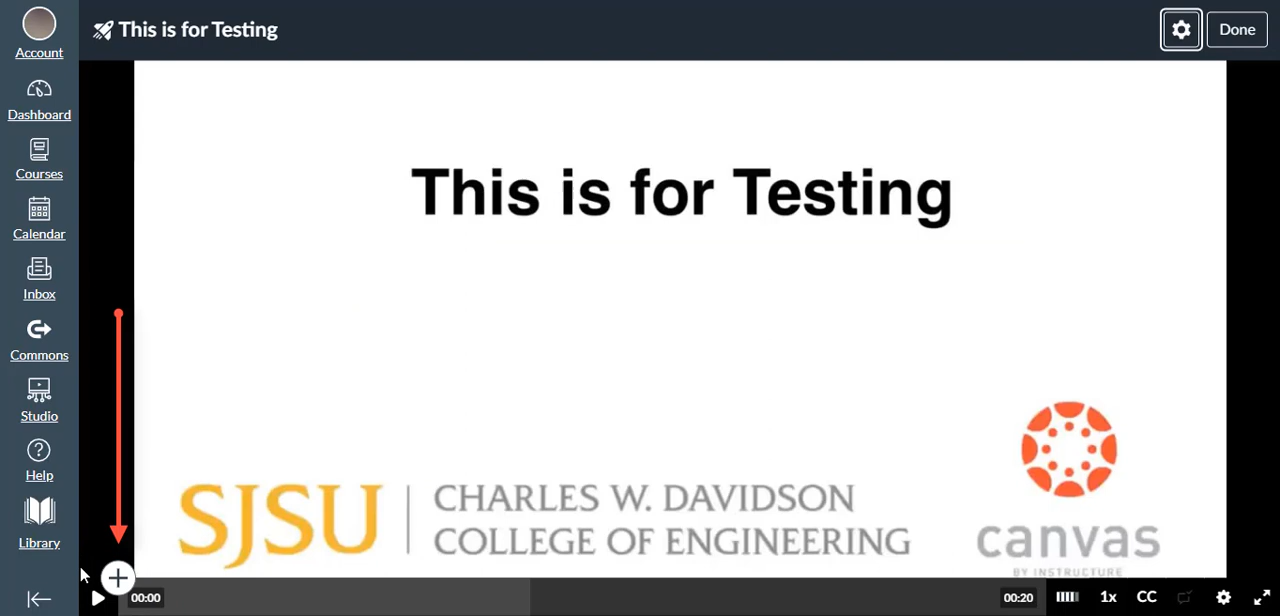 Account
Dashboard
Courses
Calendar
Inbox
Commons
Studio
Help
Library
This is for Testing
Done
This is for Testing
SJSU
CHARLES W. DAVIDSON
COLLEGE OF ENGINEERING
canvas
BY INSTRUCTURE
00:00
00:20
1x
CC